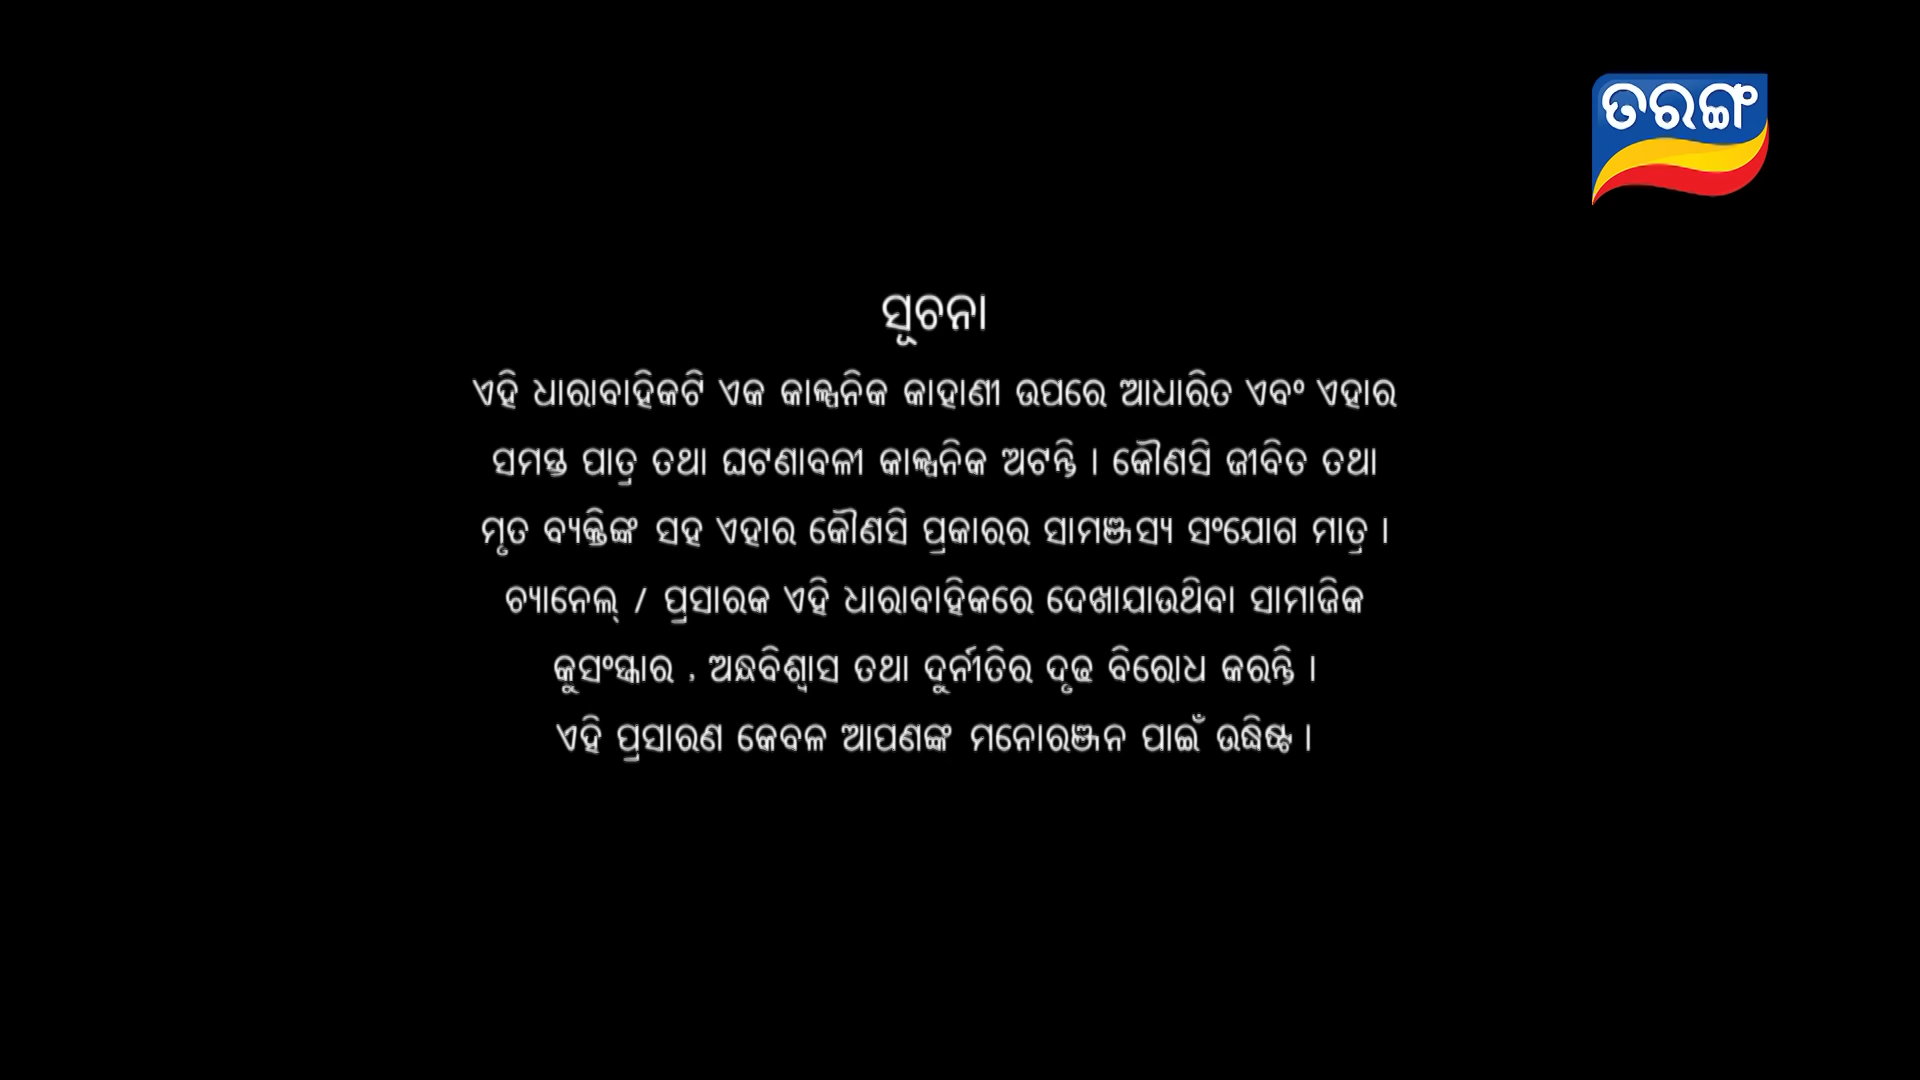 ତରଙ୍ଗ
ସୂଚନା
ଏହି ଧାରାବାହିକଟି ଏକ କାଳ୍ପନିକ କାହାଣୀ ଉପରେ ଆଧାରିତ ଏବଂ ଏହାର
ସମସ୍ତ ପାତ୍ର ତଥା ଘଟଣାବଳୀ କାଳ୍ପନିକ ଅଟନ୍ତି । କୌଣସି ଜୀବିତ ତଥା
ମୃତ ବ୍ୟକ୍ତିଙ୍କ ସହ ଏହାର କୌଣସି ପ୍ରକାରର ସାମଞ୍ଜସ୍ୟ ସଂଯୋଗ ମାତ୍ର ।
ଚ୍ୟାନେଲ୍ / ପ୍ରସାରକ ଏହି ଧାରାବାହିକରେ ଦେଖାଯାଉଥିବା ସାମାଜିକ
କୁସଂସ୍କାର , ଅନ୍ଧବିଶ୍ୱାସ ତଥା ଦୁର୍ନୀତିର ଦୃଢ ବିରୋଧ କରନ୍ତି ।
ଏହି ପ୍ରସାରଣ କେବଳ ଆପଣଙ୍କ ମନୋରଞ୍ଜନ ପାଇଁ ଉଦ୍ଧିଷ୍ଟ ।